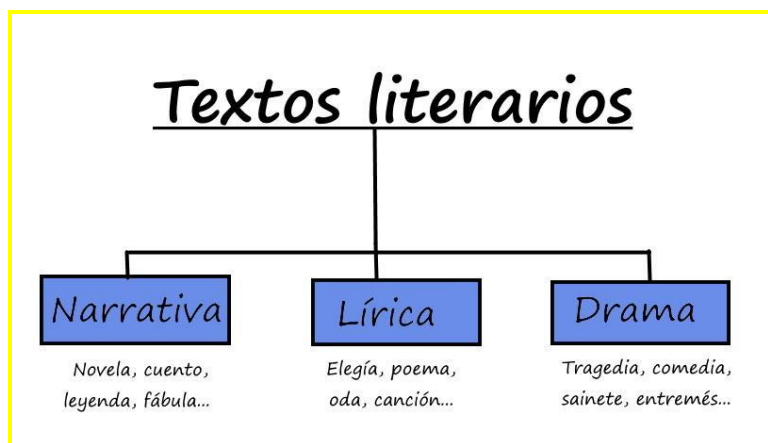 Textos literarios
Narrativa
Lírica
Drama
Novela, cuento,
leyenda, fábula...
Elegía, poema,
oda, canción...
Tragedia, comedia,
sainete, entremés...